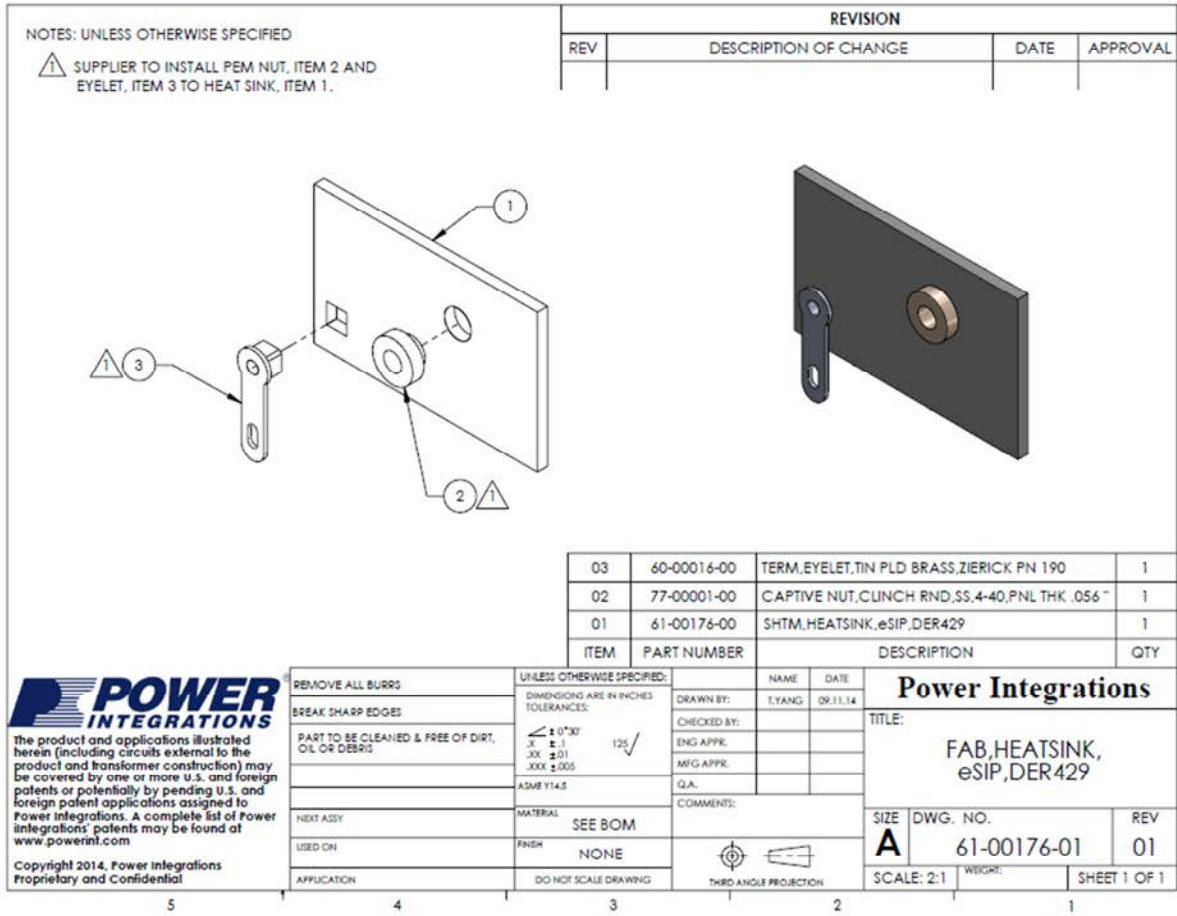 NOTES: UNLESS OTHERWISE SPECIFIED
1 SUPPLIER TO INSTALL PEM NUT, ITEM 2 AND
EYELET, ITEM 3 TO HEAT SINK, ITEM 1.
REVISION
REV DESCRIPTION OF CHANGE DATE APPROVAL
1
1 3
2 1
03 60-00016-00 TERM,EYELET,TIN PLD BRASS,ZIERICK PN 190 1
02 77-00001-00 CAPTIVE NUT,CLINCH RND,SS,4-40,PNL THK .056 " 1
01 61-00176-00 SHTM,HEATSINK,eSIP,DER429 1
ITEM PART NUMBER DESCRIPTION QTY
POWER
INTEGRATIONS
®
The product and applications illustrated
herein (including circuits external to the
product and transformer construction) may
be covered by one or more U.S. and foreign
patents or potentially by pending U.S. and
foreign patent applications assigned to
Power Integrations. A complete list of Power
Integrations' patents may be found at
www.powerint.com
Copyright 2014, Power Integrations
Proprietary and Confidential
REMOVE ALL BURRS
BREAK SHARP EDGES
PART TO BE CLEANED & FREE OF DIRT,
OIL OR DEBRIS
NEXT ASSY
USED ON
APPLICATION
UNLESS OTHERWISE SPECIFIED:
DIMENSIONS ARE IN INCHES
TOLERANCES:
∠ ± 0°30'
.X ± .1
.XX ±.01
.XXX ±.005
125
ASME Y14.5
MATERIAL
SEE BOM
FINISH
NONE
DO NOT SCALE DRAWING
NAME DATE
DRAWN BY: T.YANG 09.11.14
CHECKED BY:
ENG APPR.
MFG APPR.
Q.A.
COMMENTS:
THIRD ANGLE PROJECTION
Power Integrations
TITLE:
FAB,HEATSINK,
eSIP,DER429
SIZE DWG. NO. REV
A 61-00176-01 01
SCALE: 2:1 WEIGHT: SHEET 1 OF 1
5 4 3 2 1